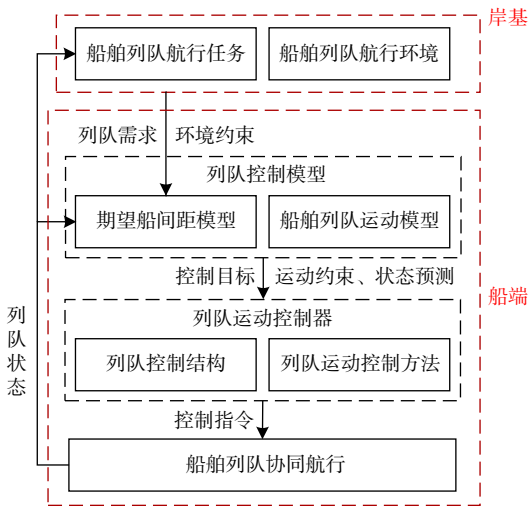 岸基
船舶列队航行任务
船舶列队航行环境
列队需求
环境约束
列队控制模型
期望船间距模型
船舶列队运动模型
控制目标
运动约束、状态预测
船端
列队运动控制器
列队控制结构
列队运动控制方法
列队状态
控制指令
船舶列队协同航行